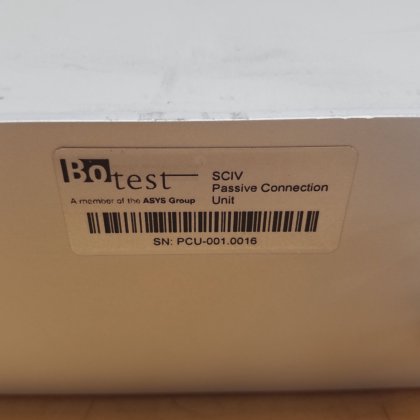 Botest
A member of the ASYS Group
SCIV
Passive Connection
Unit
SN: PCU-001.0016